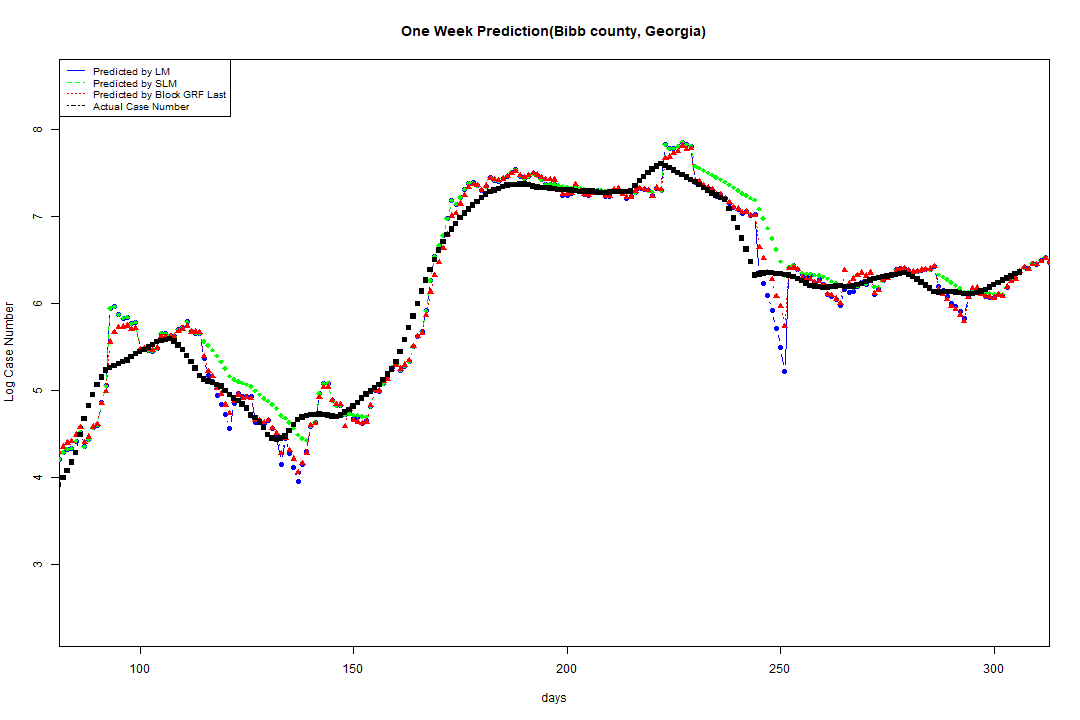 One Week Prediction(Bibb county, Georgia)
Predicted by LM
Predicted by SLM
Predicted by Block GRF Last
Actual Case Number
8
7
6
5
4
3
Log Case Number
100 150 200 250 300
days